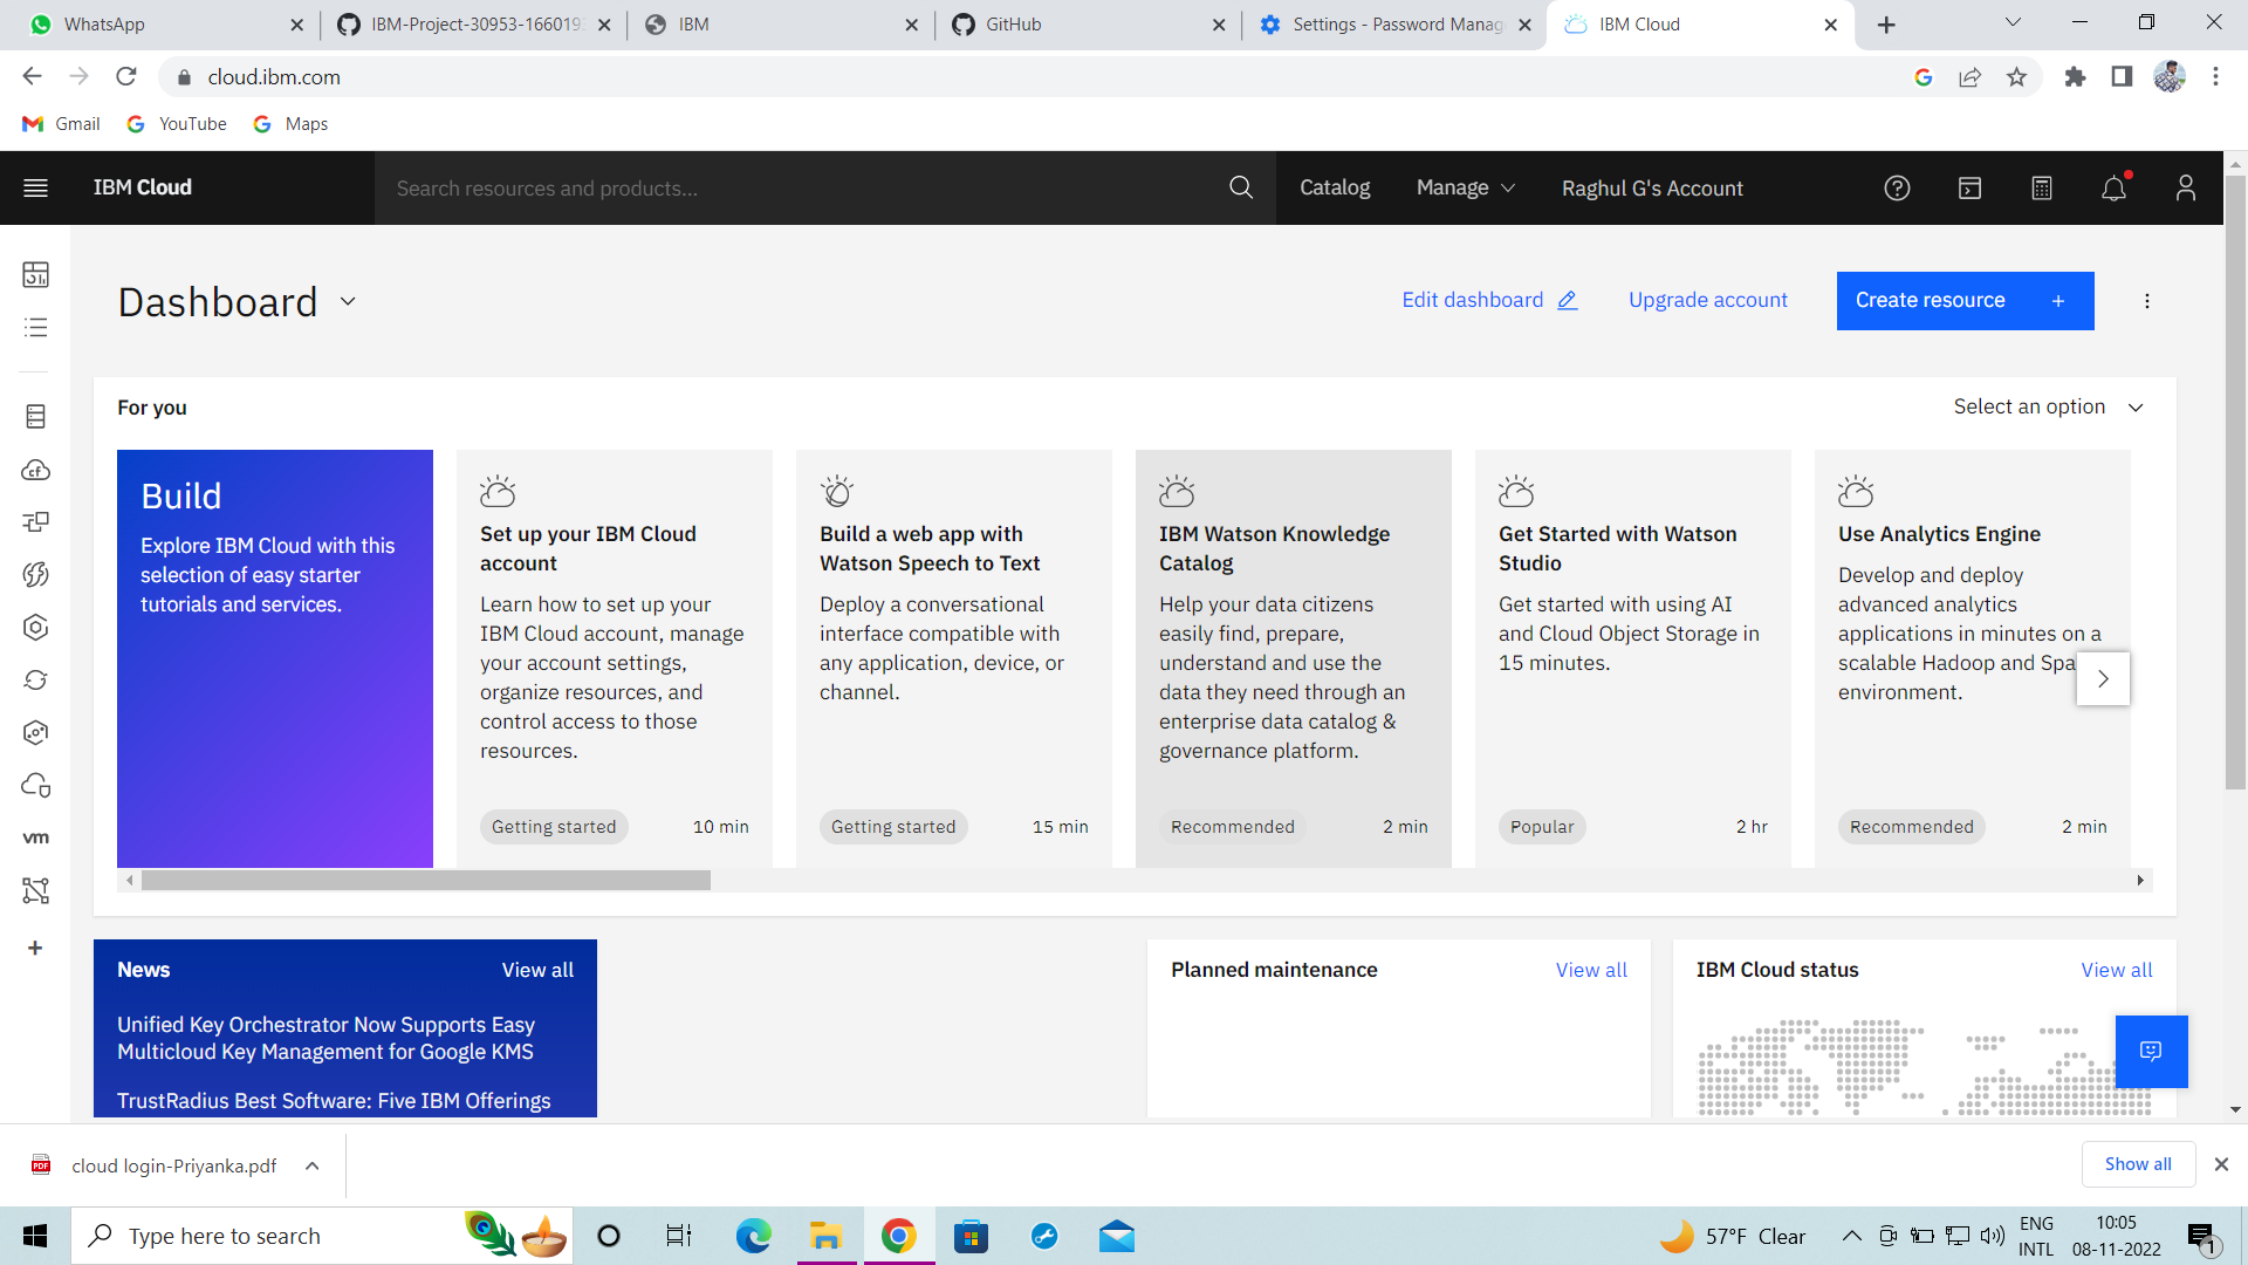 WhatsApp
IBM-Project-30953-166019
IBM
GitHub
Settings - Password Manag
IBM Cloud
cloud.ibm.com
Gmail
YouTube
Maps
IBM Cloud
Search resources and products...
Catalog
Manage
Raghul G's Account
Dashboard
Edit dashboard
Upgrade account
Create resource +
For you
Select an option
Build
Explore IBM Cloud with this
selection of easy starter
tutorials and services.
Set up your IBM Cloud
account
Learn how to set up your
IBM Cloud account, manage
your account settings,
organize resources, and
control access to those
resources.
Getting started
10 min
Build a web app with
Watson Speech to Text
Deploy a conversational
interface compatible with
any application, device, or
channel.
Getting started
15 min
IBM Watson Knowledge
Catalog
Help your data citizens
easily find, prepare,
understand and use the
data they need through an
enterprise data catalog &
governance platform.
Recommended
2 min
Get Started with Watson
Studio
Get started with using AI
and Cloud Object Storage in
15 minutes.
Popular
2 hr
Use Analytics Engine
Develop and deploy
advanced analytics
applications in minutes on a
scalable Hadoop and Spa
environment.
Recommended
2 min
cf
vm
News
View all
Unified Key Orchestrator Now Supports Easy
Multicloud Key Management for Google KMS
TrustRadius Best Software: Five IBM Offerings
Planned maintenance
View all
IBM Cloud status
View all
PDF
cloud login-Priyanka.pdf
Show all
Type here to search
57°F Clear
ENG
INTL
10:05
08-11-2022
1